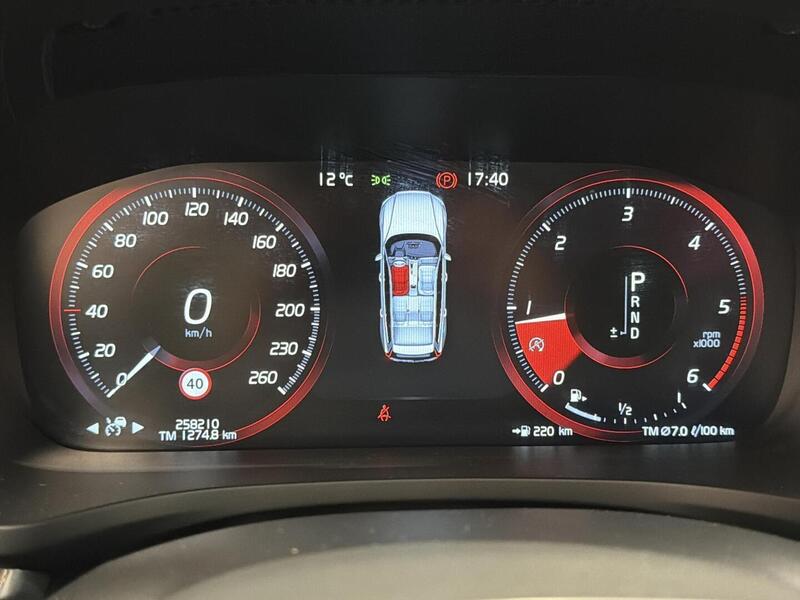 12°C P 17:40
0 20 40 60 80 100 120 140 160 180 200 230 260
0
km/h
40
258210
TM 1274.8 km
0 1 2 3 4 5 6
rpm
x1000
P
R
N
± D
1/2
220 km
TM ⌀7.0 ℓ/100 km